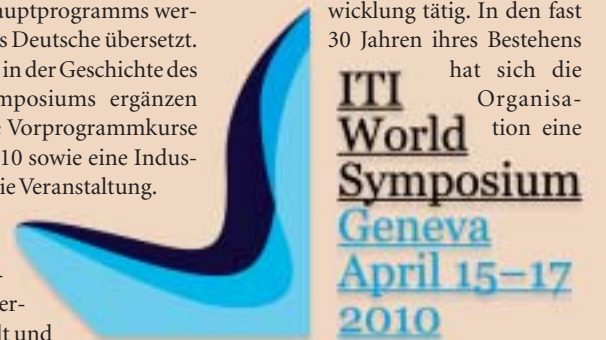 auptprogramms wer-
s Deutsche übersetzt.
in der Geschichte des
mposiums ergänzen
e Vorprogrammkurse
10 sowie eine Indus-
ie Veranstaltung.
er-
lt und
wicklung tätig. In den fast
30 Jahren ihres Bestehens
hat sich die
Organisa-
tion eine
ITI
World
Symposium
Geneva
April 15–17
2010